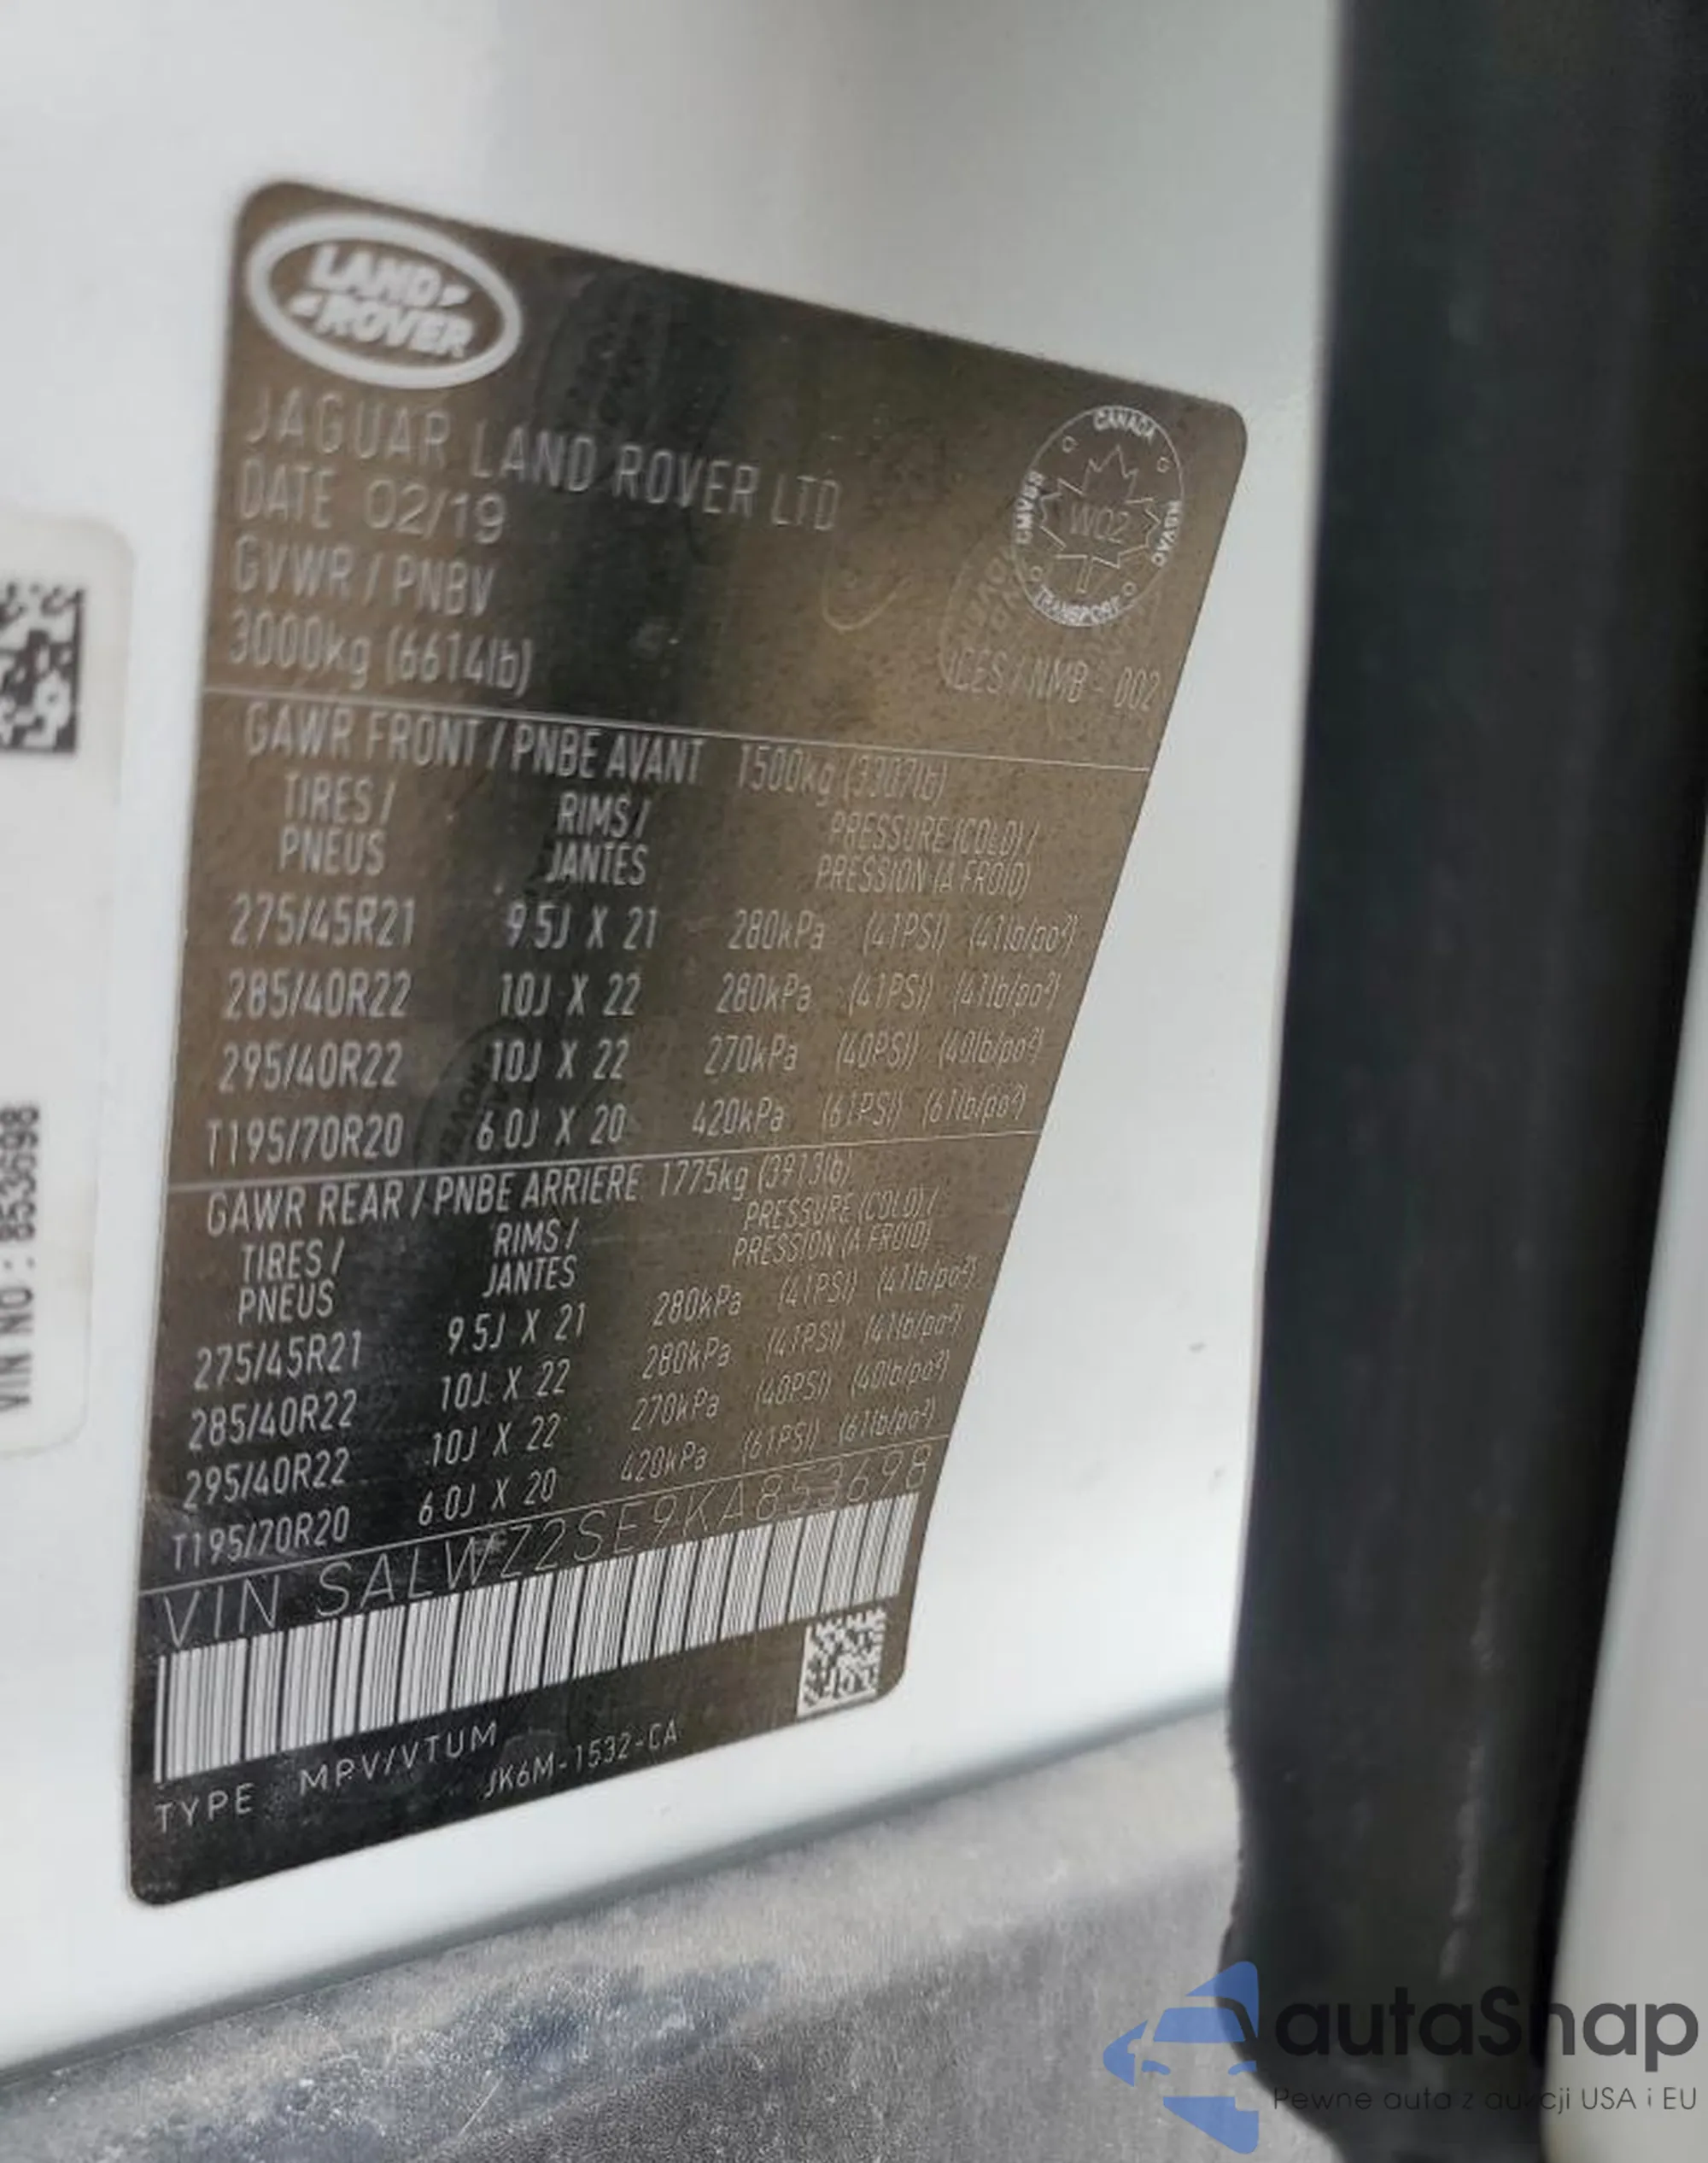 LAND ROVER
JAGUAR LAND ROVER LTD
DATE 02/19
GVWR / PNBV
3000kg (6614lb)
CANADA
CMVSS
NSVAC
W02
TRANSPORT
ICES / NMB - 002
GAWR FRONT / PNBE AVANT 1500kg (3307lb)
TIRES / PNEUS RIMS / JANTES PRESSURE (COLD) / PRESSION (A FROID)
275/45R21 9.5J X 21 280kPa (41PSI) (41lb/po²)
285/40R22 10J X 22 280kPa (41PSI) (41lb/po²)
295/40R22 10J X 22 270kPa (40PSI) (40lb/po²)
T195/70R20 6.0J X 20 420kPa (61PSI) (61lb/po²)
GAWR REAR / PNBE ARRIERE 1775kg (3913lb)
TIRES / PNEUS RIMS / JANTES PRESSURE (COLD) / PRESSION (A FROID)
275/45R21 9.5J X 21 280kPa (41PSI) (41lb/po²)
285/40R22 10J X 22 280kPa (41PSI) (41lb/po²)
295/40R22 10J X 22 270kPa (40PSI) (40lb/po²)
T195/70R20 6.0J X 20 420kPa (61PSI) (61lb/po²)
VIN SALWZ2SE9KA853698
TYPE MPV/VTUM
JK6M-1532-CA
VIN NO : 853698
autaSnap
Pewne auta z aukcji USA i EU